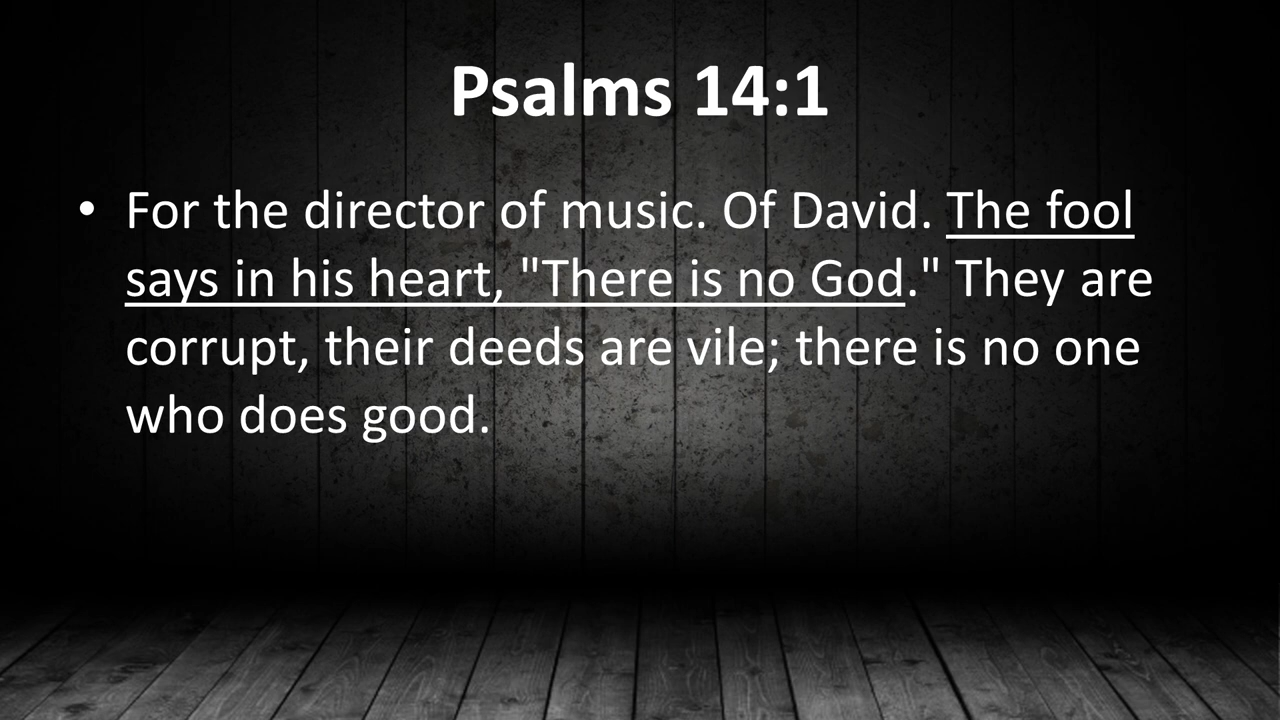 Psalms 14:1
• For the director of music. Of David. The fool
says in his heart, "There is no God." They are
corrupt, their deeds are vile; there is no one
who does good.